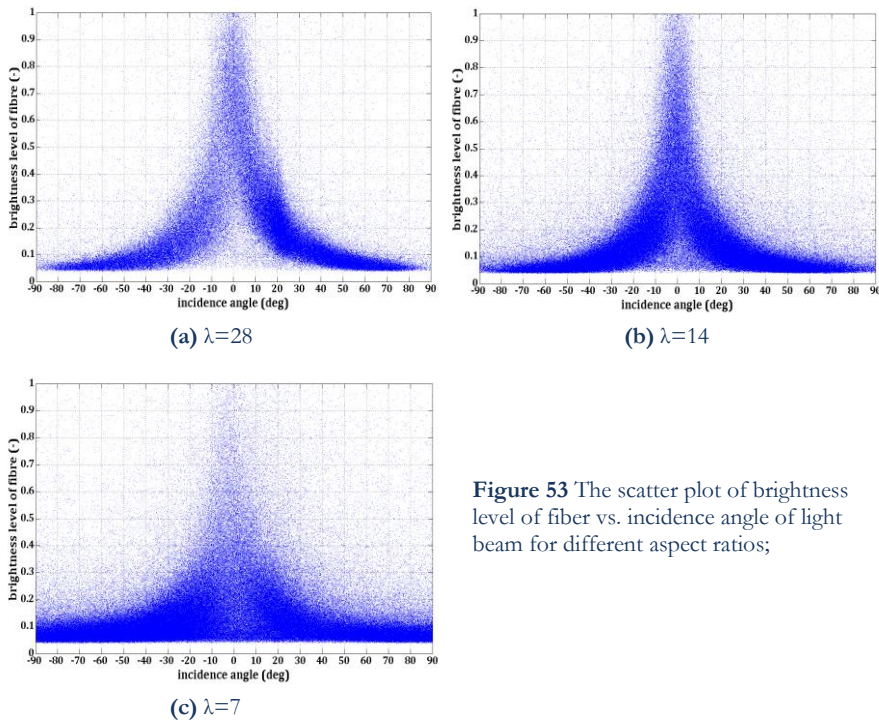 brightness level of fibre (-)
1
0.9
0.8
0.7
0.6
0.5
0.4
0.3
0.2
0.1
0
-90 -80 -70 -60 -50 -40 -30 -20 -10 0 10 20 30 40 50 60 70 80 90
incidence angle (deg)
(a) λ=28
brightness level of fibre (-)
1
0.9
0.8
0.7
0.6
0.5
0.4
0.3
0.2
0.1
0
-90 -80 -70 -60 -50 -40 -30 -20 -10 0 10 20 30 40 50 60 70 80 90
incidence angle (deg)
(b) λ=14
brightness level of fibre (-)
1
0.9
0.8
0.7
0.6
0.5
0.4
0.3
0.2
0.1
0
-90 -80 -70 -60 -50 -40 -30 -20 -10 0 10 20 30 40 50 60 70 80 90
incidence angle (deg)
(c) λ=7
Figure 53 The scatter plot of brightness
level of fiber vs. incidence angle of light
beam for different aspect ratios;